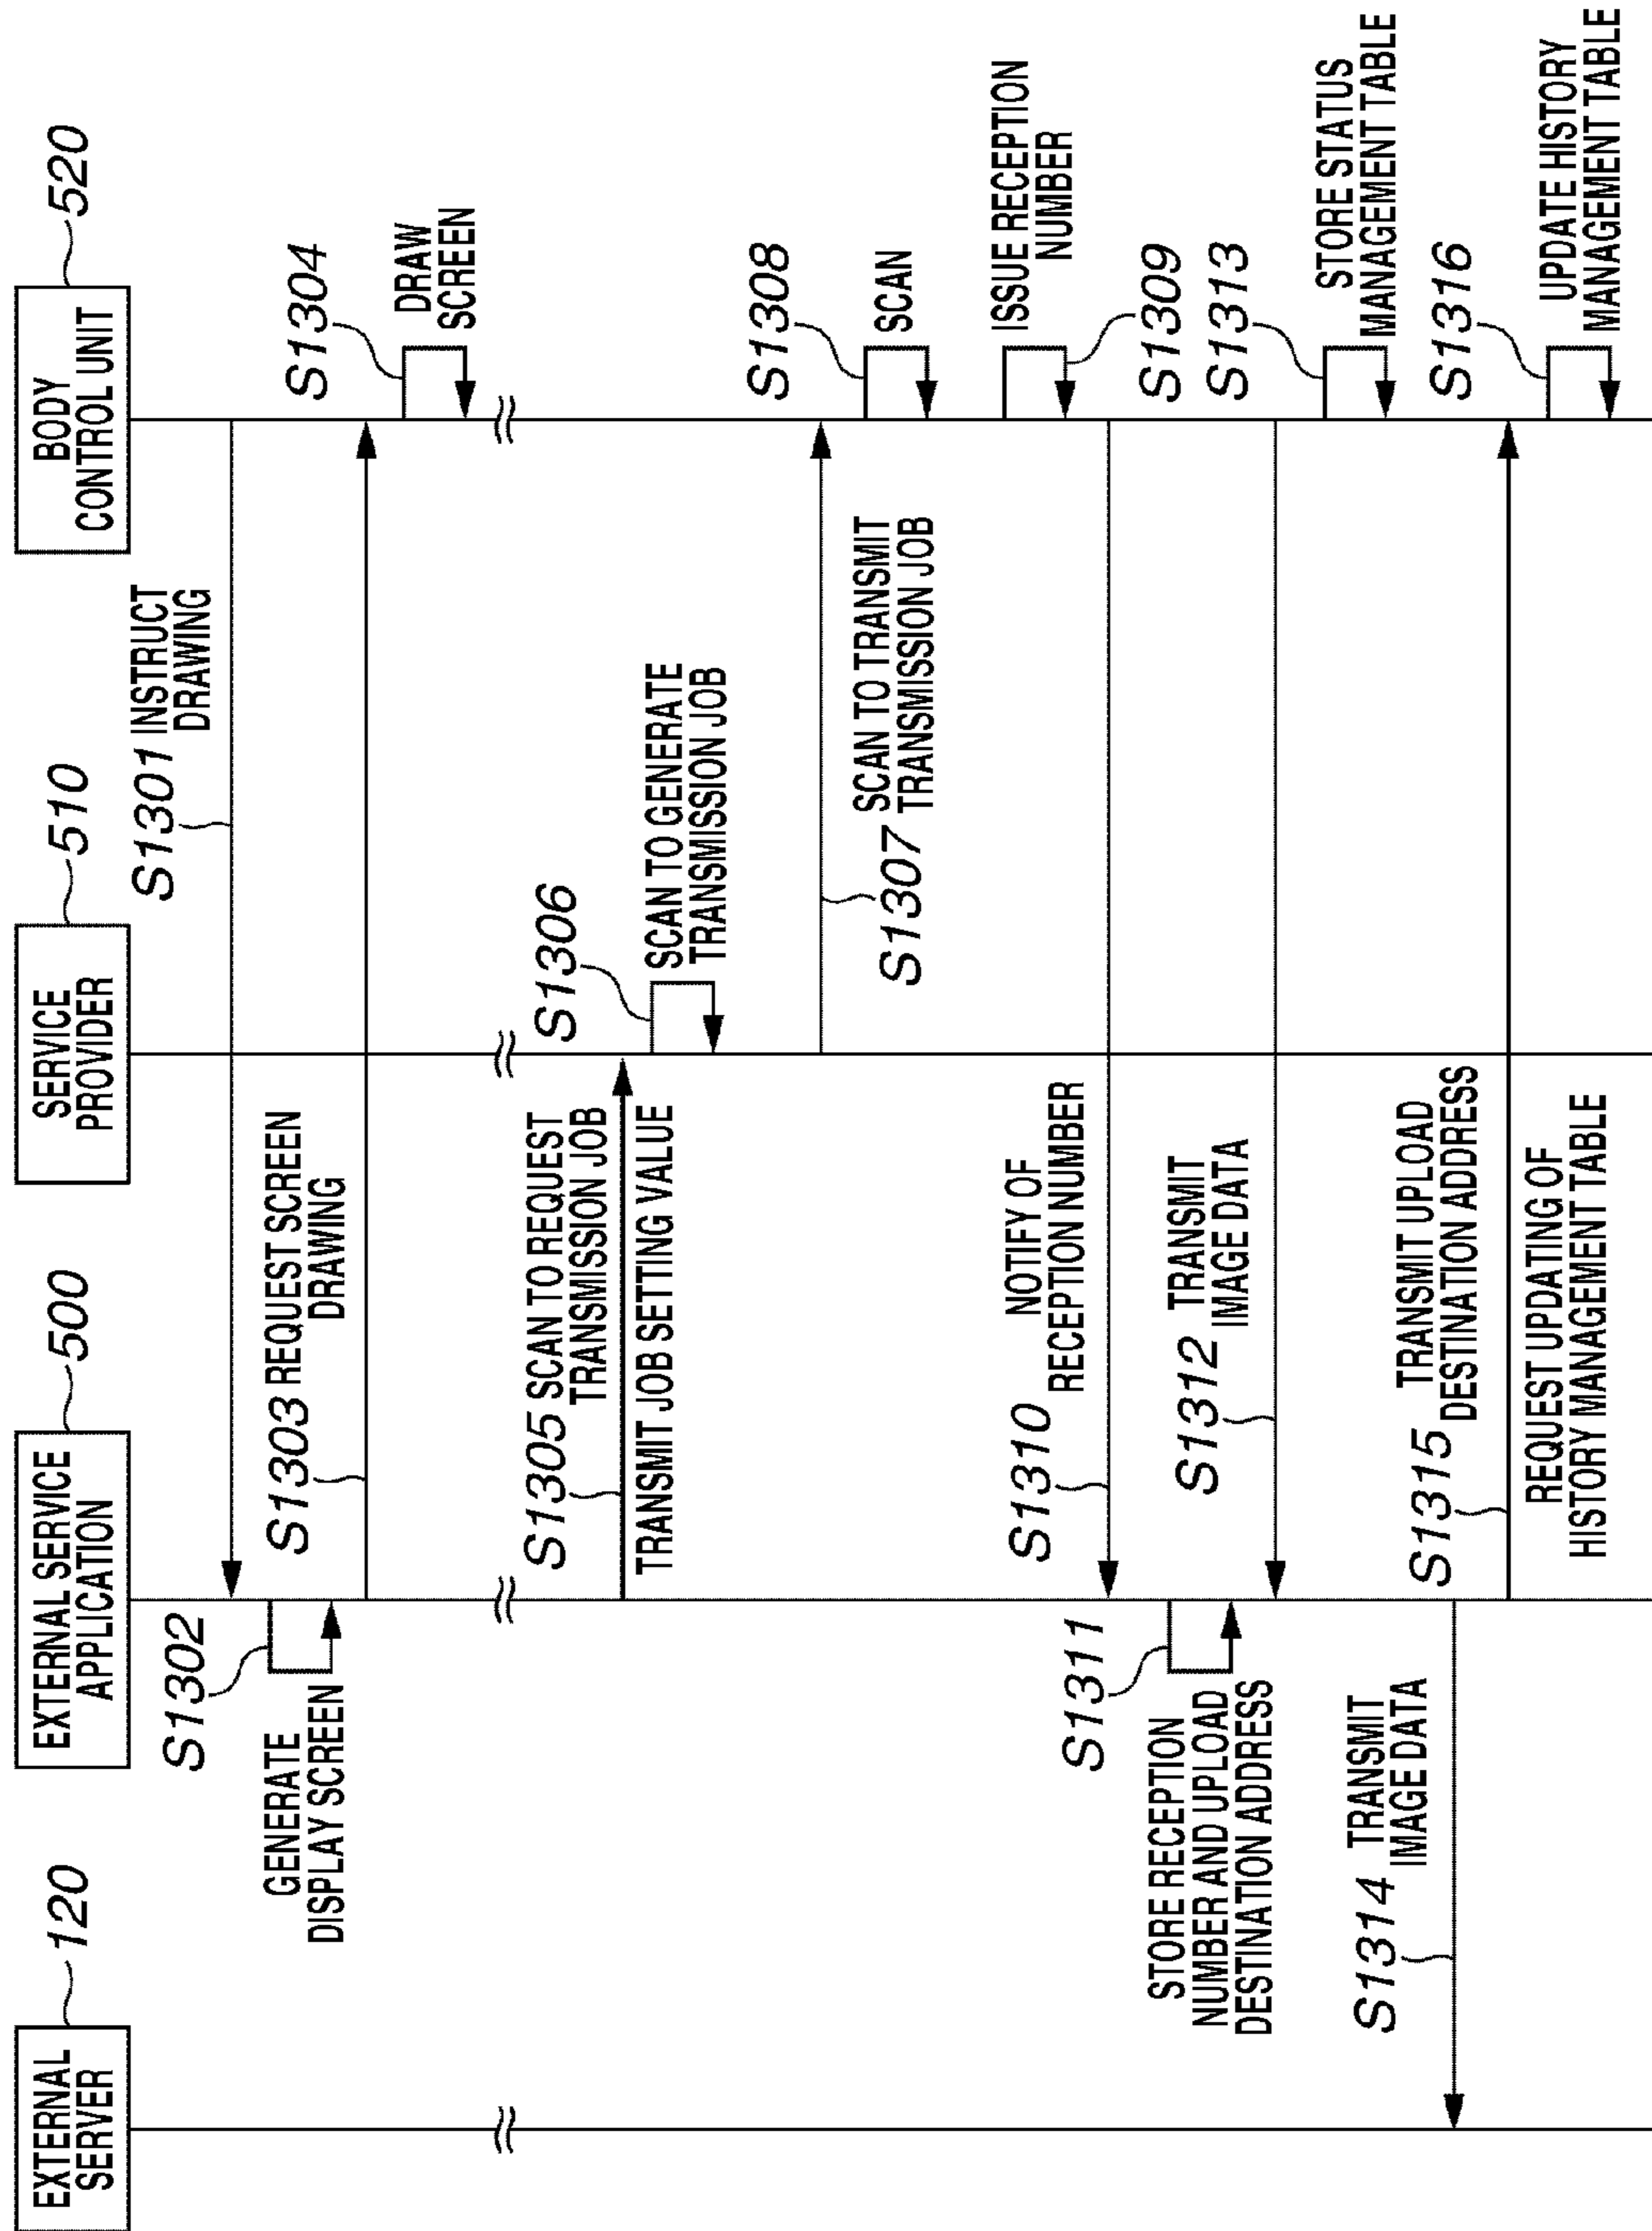 EXTERNAL
SERVER
120
EXTERNAL SERVICE
APPLICATION
500
SERVICE
PROVIDER
510
BODY
CONTROL UNIT
520
S1301 INSTRUCT
DRAWING
S1302
GENERATE
DISPLAY SCREEN
S1303 REQUEST SCREEN
DRAWING
S1304
DRAW
SCREEN
S1305 SCAN TO REQUEST
TRANSMISSION JOB
TRANSMIT JOB SETTING VALUE
S1306
SCAN TO GENERATE
TRANSMISSION JOB
S1307 SCAN TO TRANSMIT
TRANSMISSION JOB
S1308
SCAN
ISSUE RECEPTION
NUMBER
S1309
S1310 NOTIFY OF
RECEPTION NUMBER
S1311
STORE RECEPTION
NUMBER AND UPLOAD
DESTINATION ADDRESS
S1312 TRANSMIT
IMAGE DATA
S1313
STORE STATUS
MANAGEMENT TABLE
S1314 TRANSMIT
IMAGE DATA
S1315 TRANSMIT UPLOAD
DESTINATION ADDRESS
REQUEST UPDATING OF
HISTORY MANAGEMENT TABLE
S1316
UPDATE HISTORY
MANAGEMENT TABLE